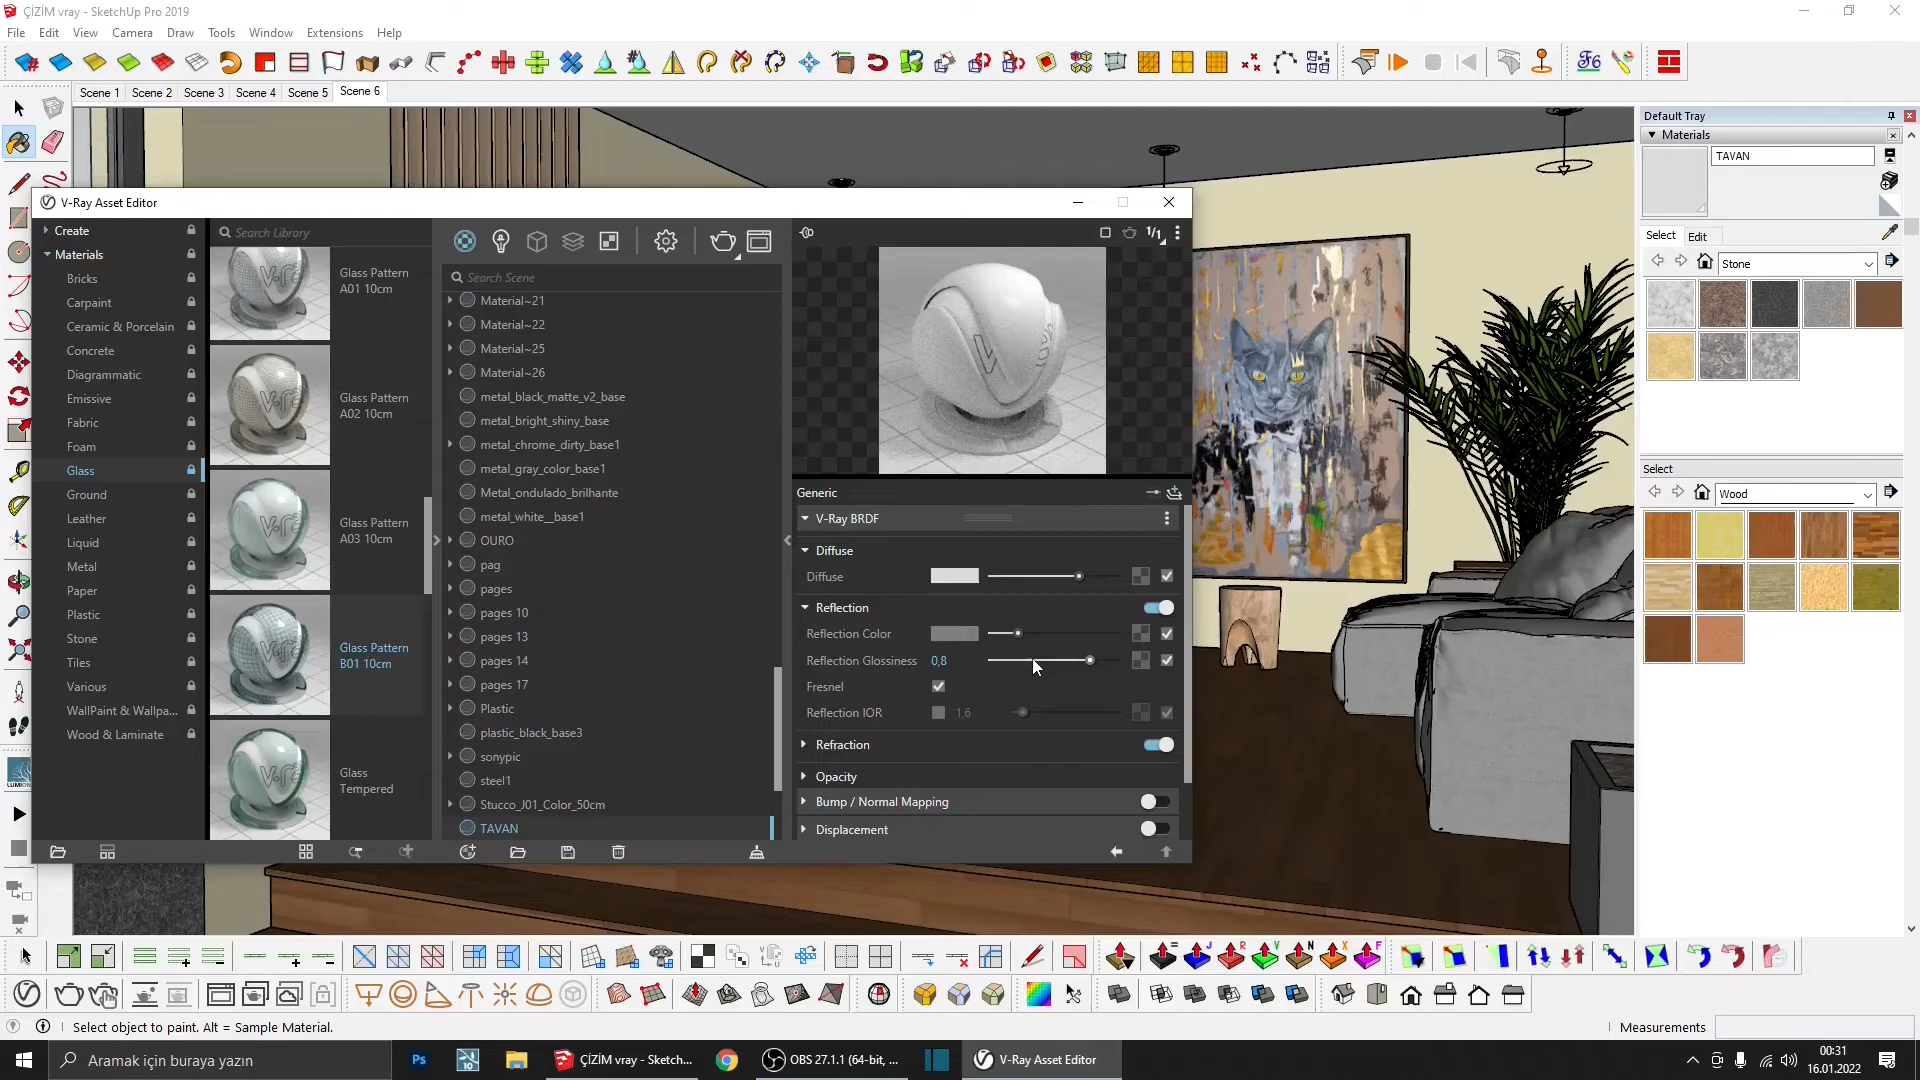 ÇİZİM vray - SketchUp Pro 2019
File Edit View Camera Draw Tools Window Extensions Help
Scene 1 Scene 2 Scene 3 Scene 4 Scene 5 Scene 6
Default Tray
Materials
TAVAN
Select Edit
Stone
Select
Wood
V-Ray Asset Editor
Create
Materials
Bricks
Carpaint
Ceramic & Porcelain
Concrete
Diagrammatic
Emissive
Fabric
Foam
Glass
Ground
Leather
Liquid
Metal
Paper
Plastic
Stone
Tiles
Various
WallPaint & Wallpa...
Wood & Laminate
Search Library
Glass Pattern
A01 10cm
Glass Pattern
A02 10cm
Glass Pattern
A03 10cm
Glass Pattern
B01 10cm
Glass
Tempered
Search Scene
Material~21
Material~22
Material~25
Material~26
metal_black_matte_v2_base
metal_bright_shiny_base
metal_chrome_dirty_base1
metal_gray_color_base1
Metal_ondulado_brilhante
metal_white__base1
OURO
pag
pages
pages 10
pages 13
pages 14
pages 17
Plastic
plastic_black_base3
sonypic
steel1
Stucco_J01_Color_50cm
TAVAN
1/1
Generic
V-Ray BRDF
Diffuse
Diffuse
Reflection
Reflection Color
Reflection Glossiness 0,8
Fresnel
Reflection IOR 1,6
Refraction
Opacity
Bump / Normal Mapping
Displacement
Select object to paint. Alt = Sample Material.
Measurements
Aramak için buraya yazın
Ps
ÇİZİM vray - Sketch...
OBS 27.1.1 (64-bit, ...
V-Ray Asset Editor
00:31
16.01.2022